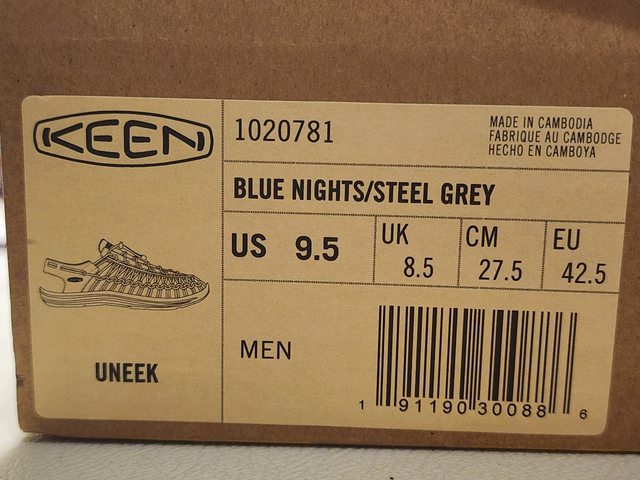 KEEN
1020781
MADE IN CAMBODIA
FABRIQUE AU CAMBODGE
HECHO EN CAMBOYA
BLUE NIGHTS/STEEL GREY
US 9.5
UK 8.5
CM 27.5
EU 42.5
UNEEK
MEN
1 91190 30088 6